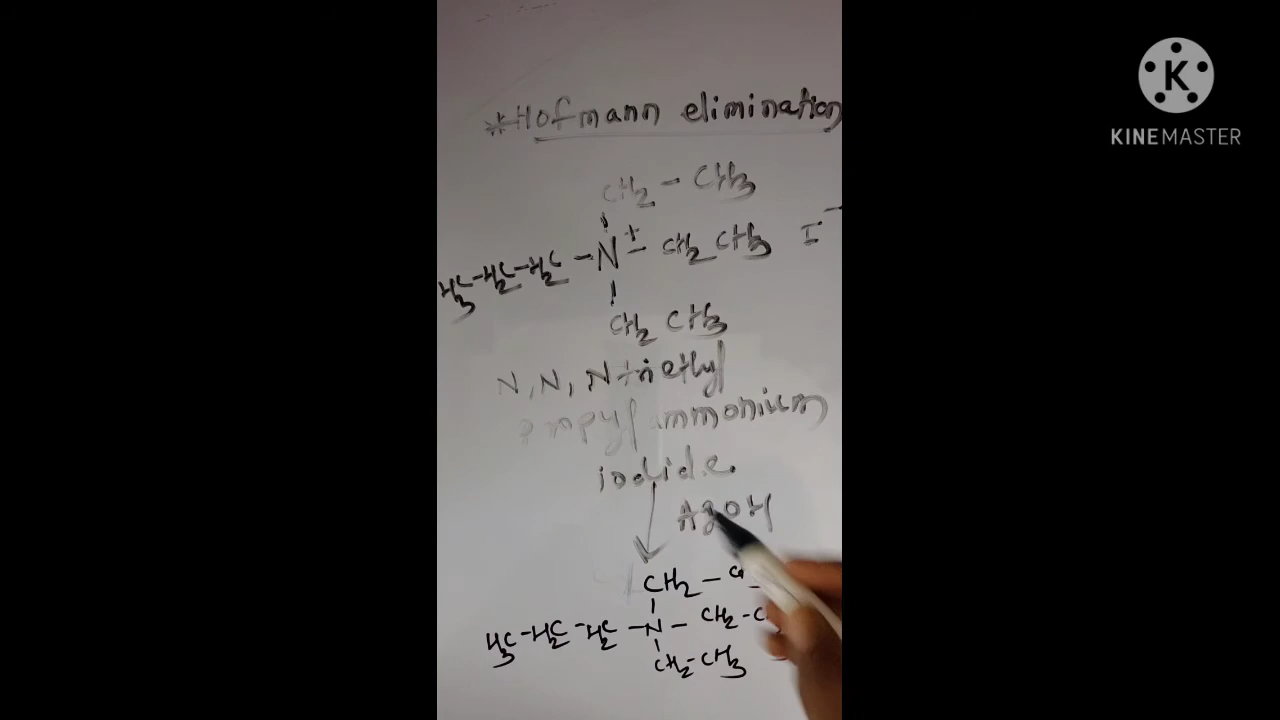 *Hofmann elimination
KINEMASTER
CH2 - CH3
H3C-H2C-H2C -N+- CH2 CH3 I-
CH2 CH3
N, N, N triethyl
propyl ammonium
iodide
AgOH
CH2 -
H3C-H2C-H2C -N- CH2-
CH2-CH3